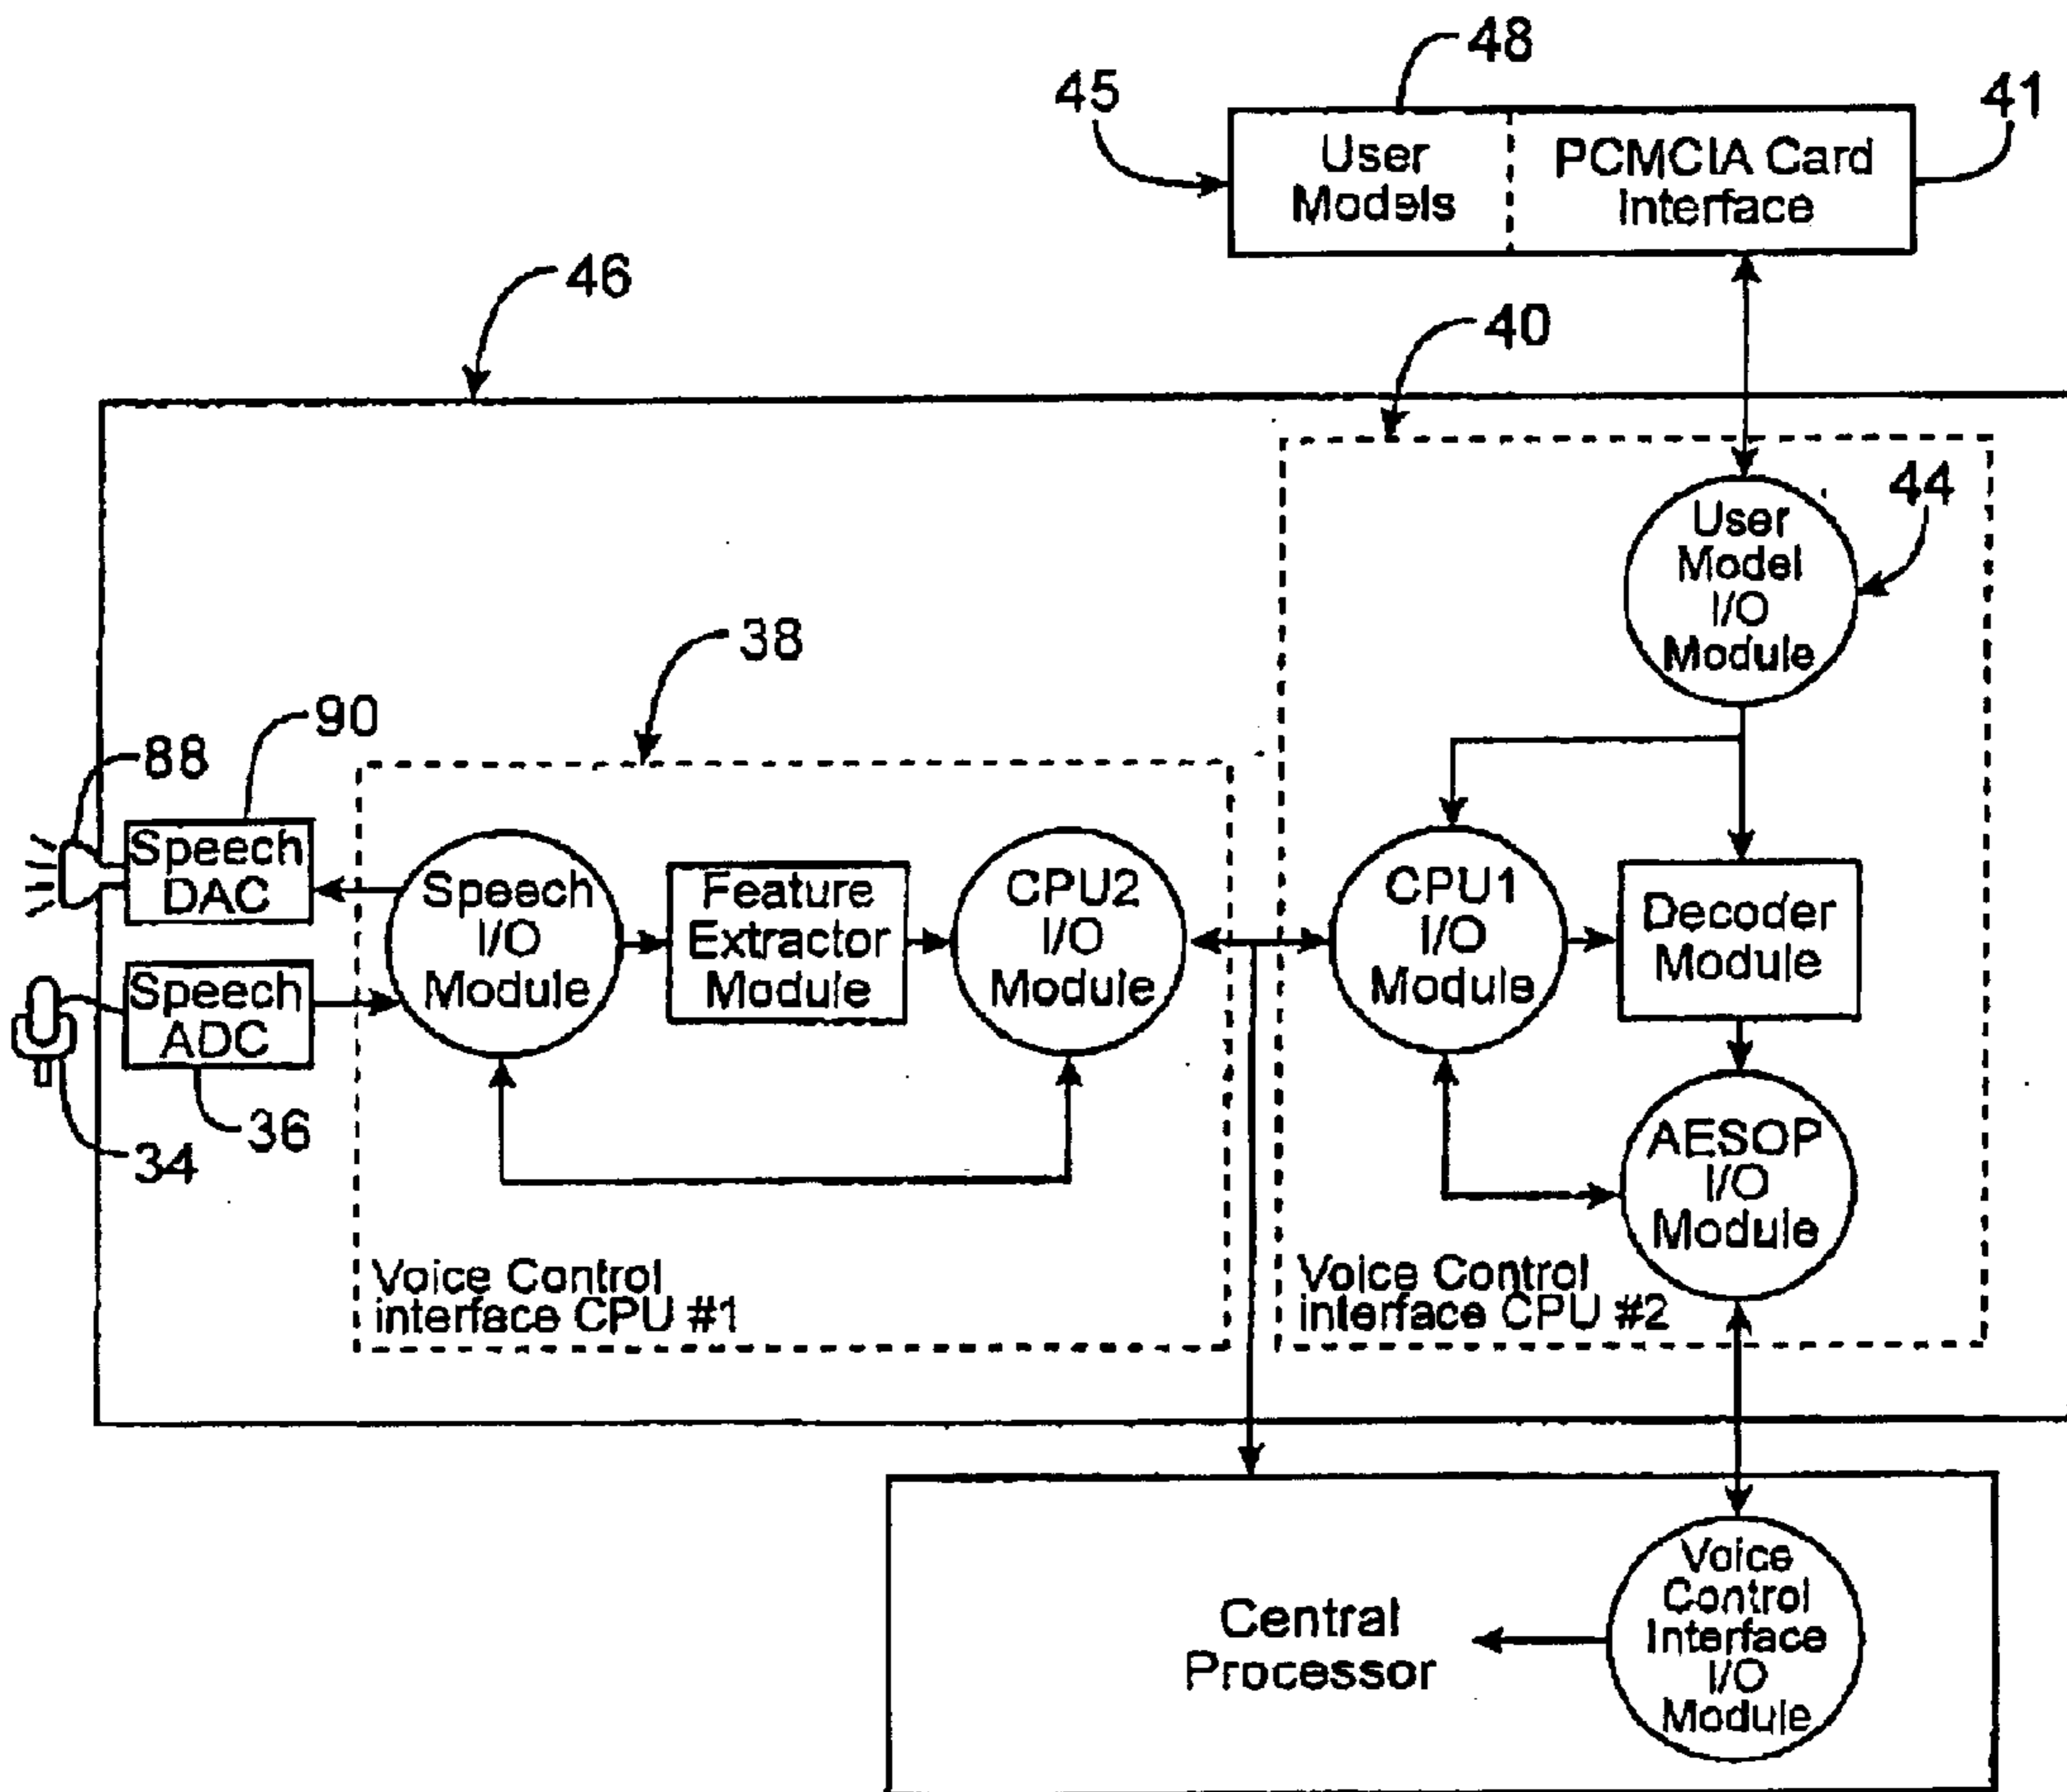 48
45
41
User
Models
PCMCIA Card
Interface
46
40
44
User
Model
I/O
Module
38
90
88
Speech
DAC
Speech
I/O
Module
Feature
Extractor
Module
CPU2
I/O
Module
CPU1
I/O
Module
Decoder
Module
Speech
ADC
36
34
AESOP
I/O
Module
Voice Control
interface CPU #1
Voice Control
interface CPU #2
Central
Processor
Voice
Control
Interface
I/O
Module